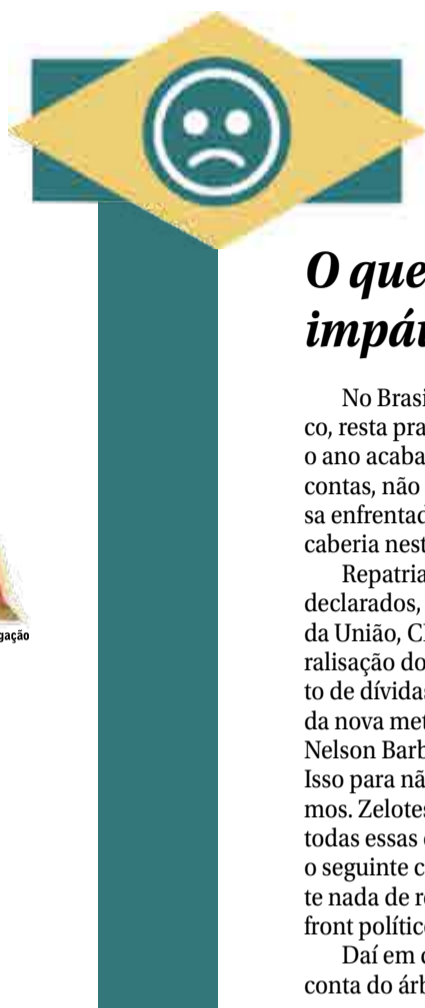 gação
O que
impáv
No Brasi
co, resta pra
o ano acaba
contas, não
sa enfrentad
caberia nest
Repatria
declarados,
da União, C
ralisação do
to de dívidas
da nova met
Nelson Barb
Isso para nã
mos. Zelotes
todas essas
o seguinte c
te nada de r
front polític
Daí em
conta do árb